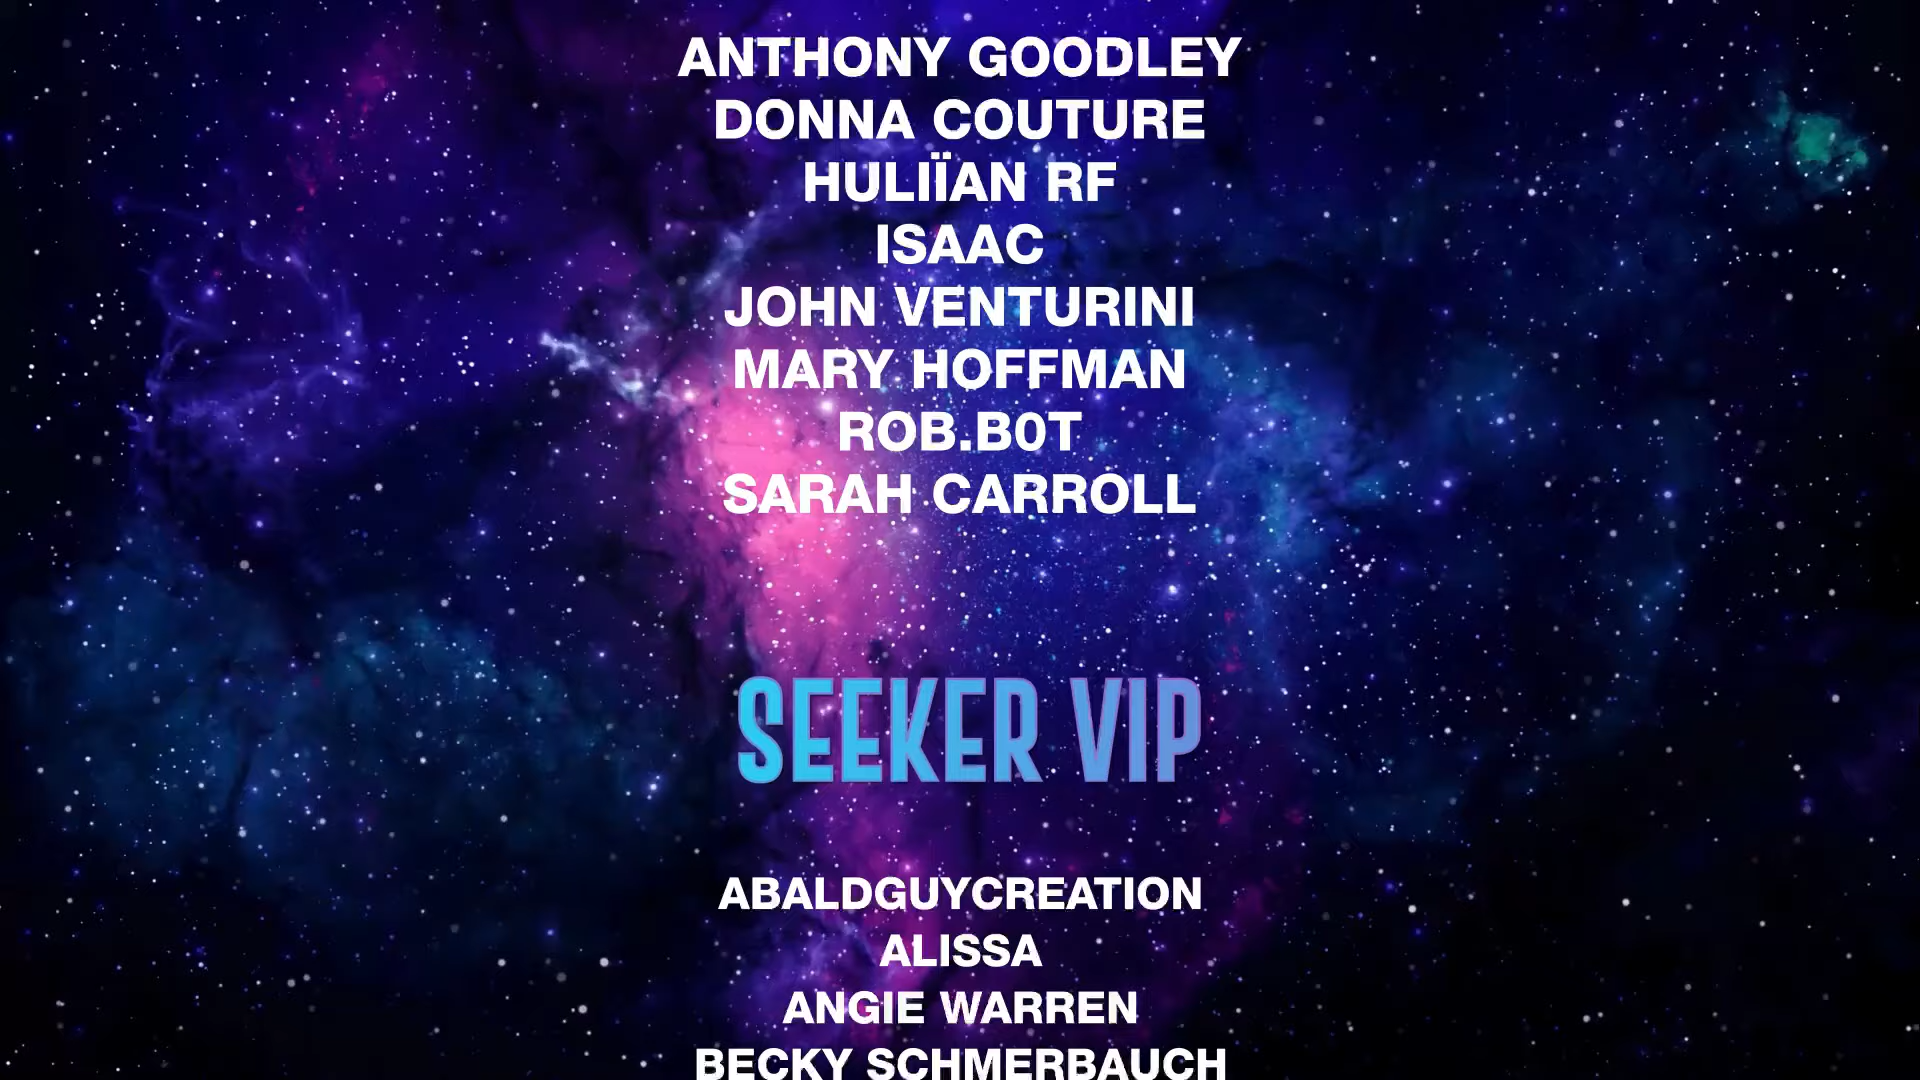 ANTHONY GOODLEY
DONNA COUTURE
HULIÏAN RF
ISAAC
JOHN VENTURINI
MARY HOFFMAN
ROB.B0T
SARAH CARROLL
SEEKER VIP
ABALDGUYCREATION
ALISSA
ANGIE WARREN
BECKY SCHMERBAUCH